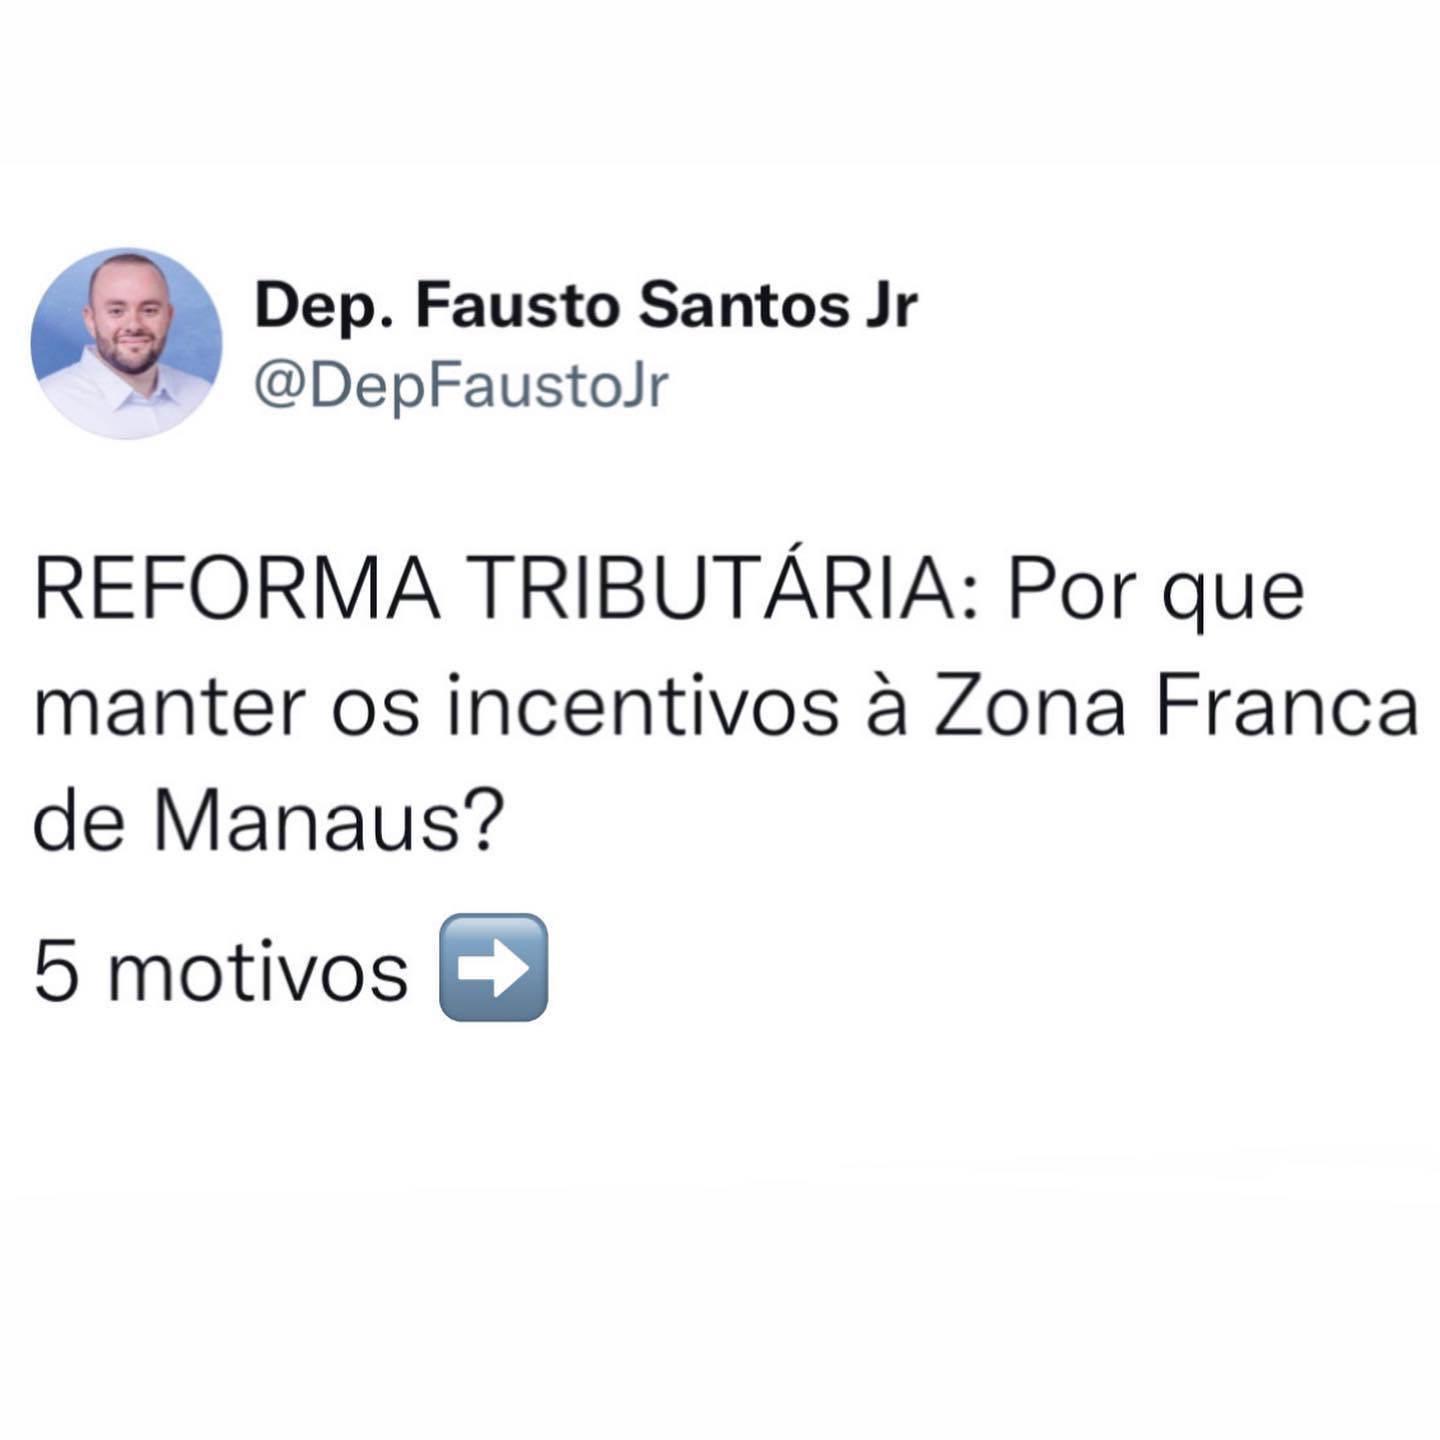 Dep. Fausto Santos Jr
@DepFaustoJr
REFORMA TRIBUTÁRIA: Por que
manter os incentivos à Zona Franca
de Manaus?
5 motivos ➡️